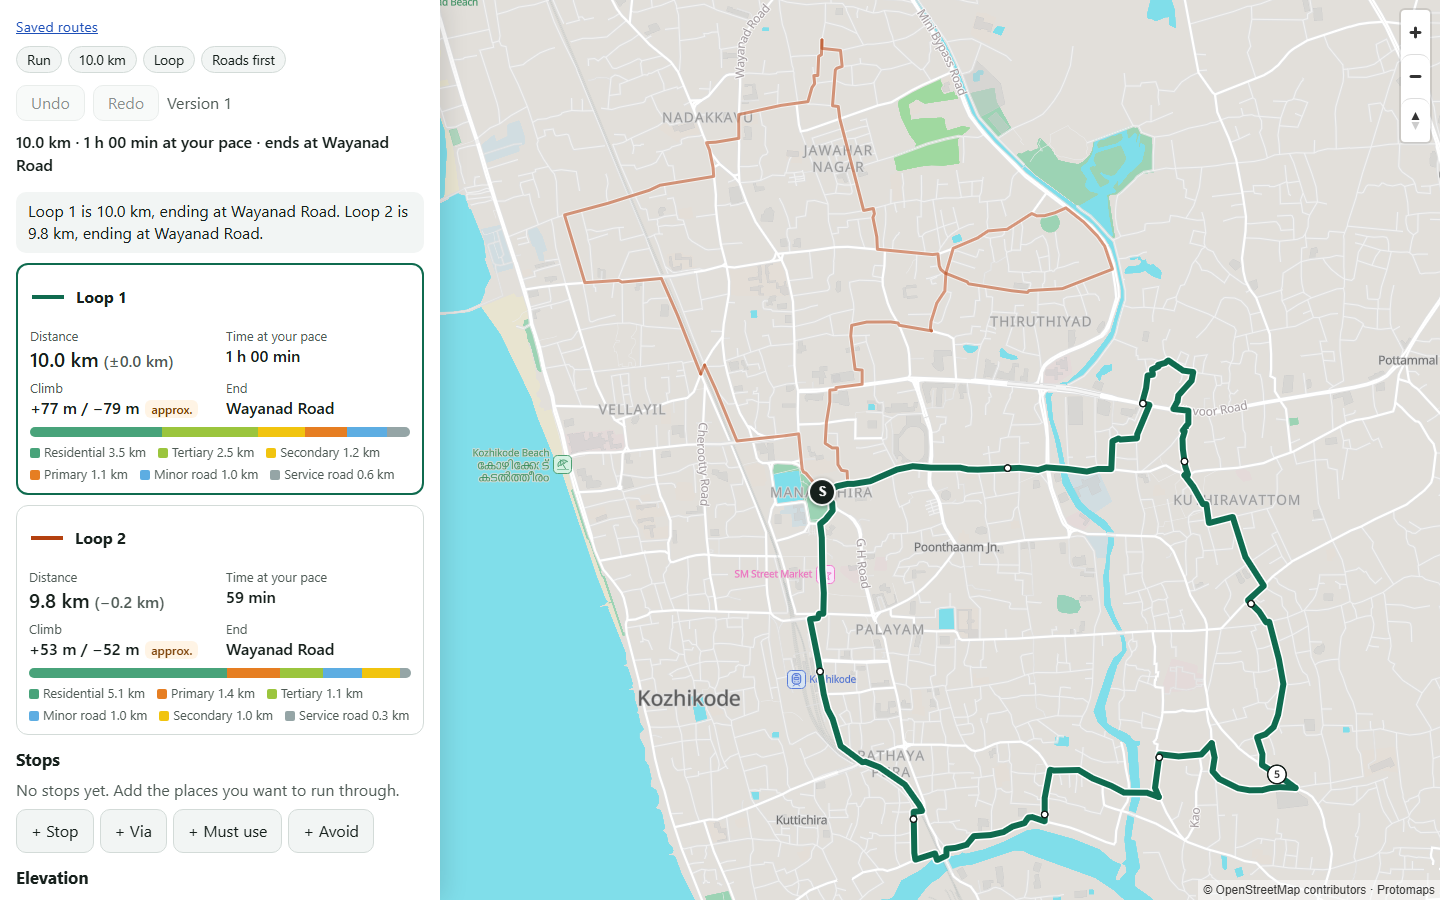 Saved routes
Run
10.0 km
Loop
Roads first
Undo
Redo
Version 1
10.0 km · 1 h 00 min at your pace · ends at Wayanad
Road
Loop 1 is 10.0 km, ending at Wayanad Road. Loop 2 is
9.8 km, ending at Wayanad Road.
Loop 1
Distance
10.0 km (±0.0 km)
Time at your pace
1 h 00 min
Climb
+77 m / −79 m approx.
End
Wayanad Road
Residential 3.5 km
Tertiary 2.5 km
Secondary 1.2 km
Primary 1.1 km
Minor road 1.0 km
Service road 0.6 km
Loop 2
Distance
9.8 km (−0.2 km)
Time at your pace
59 min
Climb
+53 m / −52 m approx.
End
Wayanad Road
Residential 5.1 km
Primary 1.4 km
Tertiary 1.1 km
Minor road 1.0 km
Secondary 1.0 km
Service road 0.3 km
Stops
No stops yet. Add the places you want to run through.
+ Stop
+ Via
+ Must use
+ Avoid
Elevation
Beach
Wayanad Road
Mini Bypass Road
NADAKKAVU
JAWAHAR
NAGAR
THIRUTHIYAD
Pottammal
VELLAYIL
voor Road
Cherootty Road
Kozhikode Beach
കോഴിക്കോട്
കടൽത്തീരം
S
KUTHIRAVATTOM
Poonthaanm Jn.
G H Road
SM Street Market
PALAYAM
Kozhikode
5
Kuttichira
Kao
© OpenStreetMap contributors · Protomaps